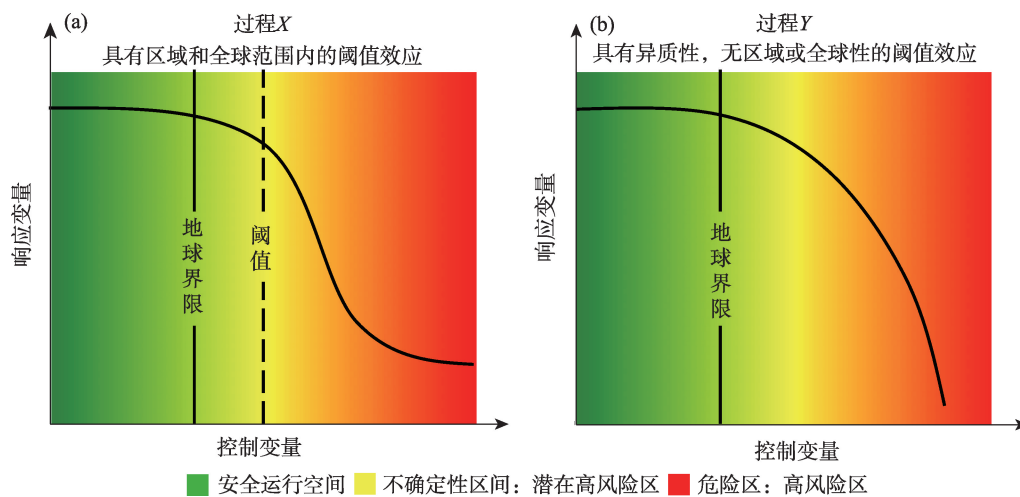 (a)
过程X
具有区域和全球范围内的阈值效应
响应变量
地球界限
阈值
控制变量
(b)
过程Y
具有异质性，无区域或全球性的阈值效应
响应变量
地球界限
控制变量
安全运行空间
不确定性区间：潜在高风险区
危险区：高风险区